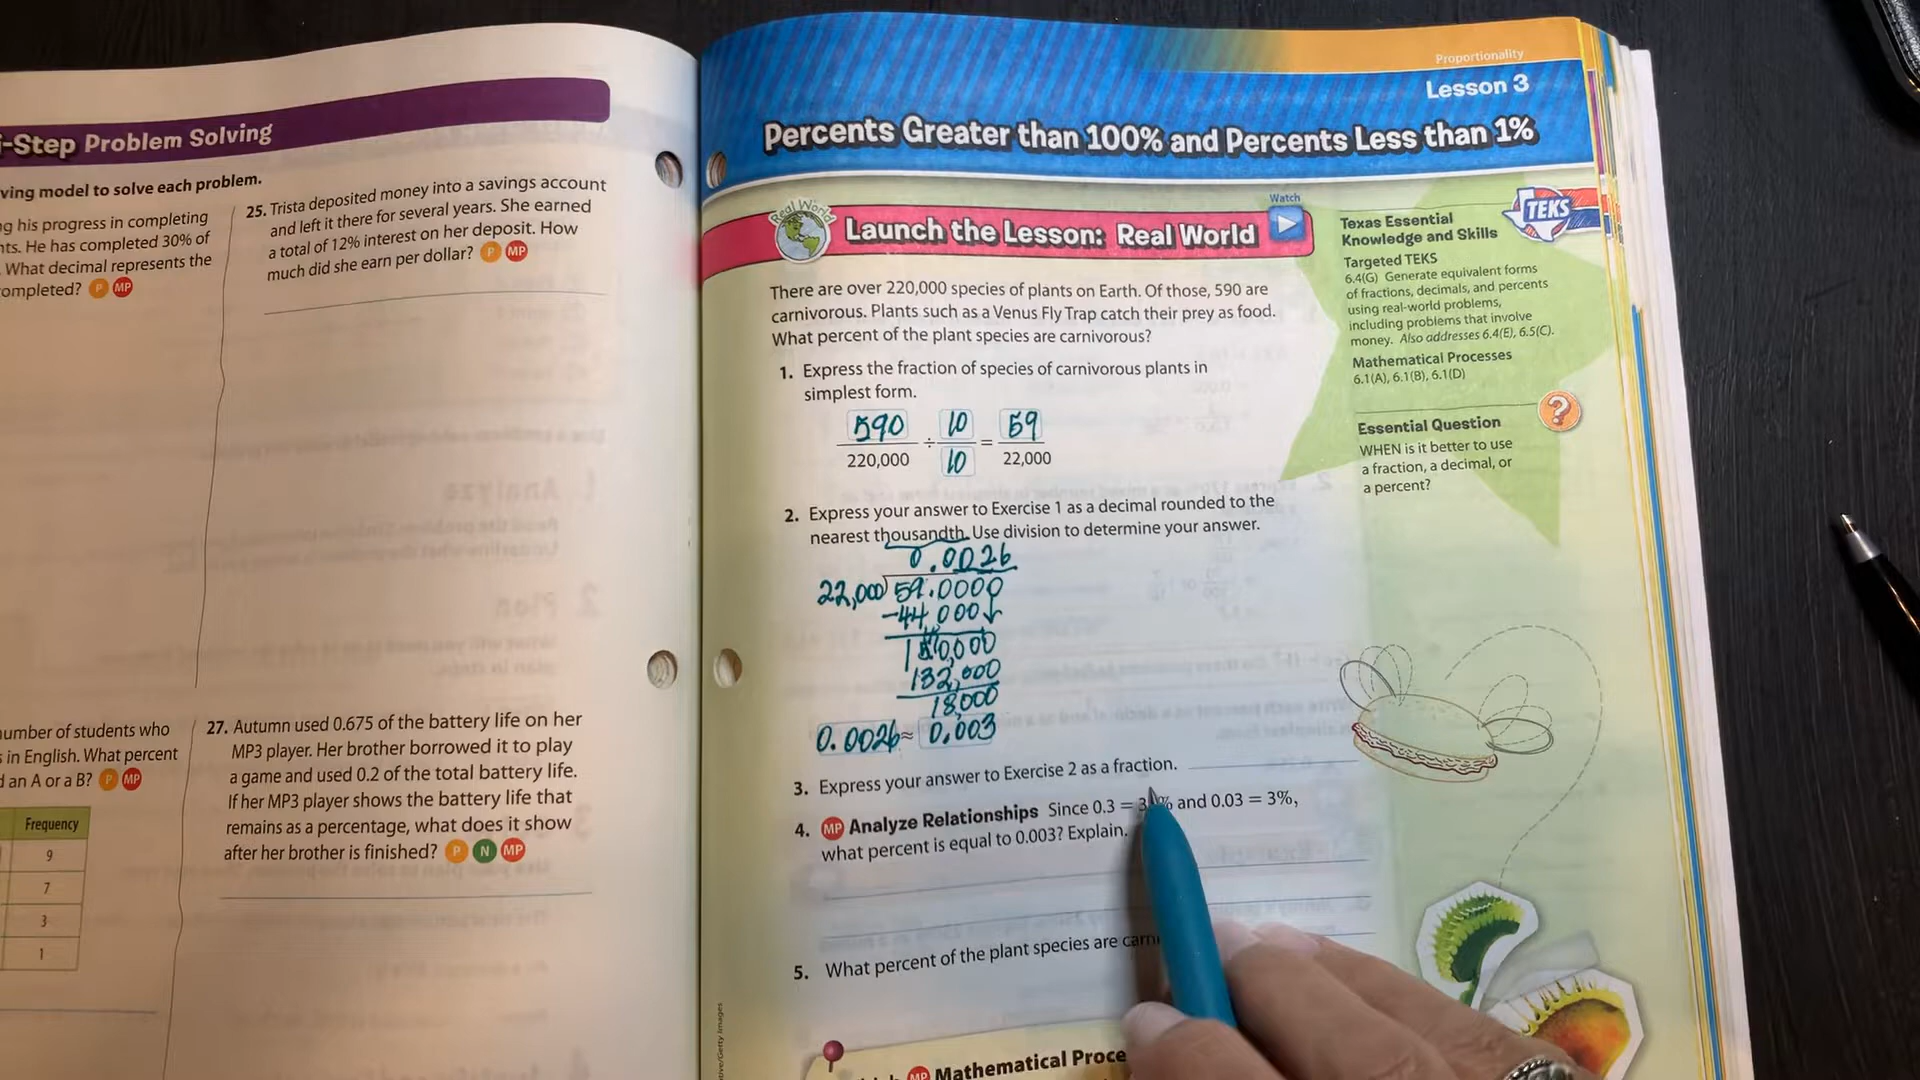 i-Step Problem Solving
ving model to solve each problem.
ng his progress in completing
nts. He has completed 30% of
. What decimal represents the
ompleted? P MP
25. Trista deposited money into a savings account
and left it there for several years. She earned
a total of 12% interest on her deposit. How
much did she earn per dollar? P MP
umber of students who
s in English. What percent
d an A or a B? P MP
Frequency
9
7
3
1
27. Autumn used 0.675 of the battery life on her
MP3 player. Her brother borrowed it to play
a game and used 0.2 of the total battery life.
If her MP3 player shows the battery life that
remains as a percentage, what does it show
after her brother is finished? P N MP
Proportionality
Lesson 3
Percents Greater than 100% and Percents Less than 1%
Real World
Launch the Lesson: Real World
Watch
There are over 220,000 species of plants on Earth. Of those, 590 are
carnivorous. Plants such as a Venus Fly Trap catch their prey as food.
What percent of the plant species are carnivorous?
1. Express the fraction of species of carnivorous plants in
simplest form.
590 10 59
÷ =
220,000 10 22,000
2. Express your answer to Exercise 1 as a decimal rounded to the
nearest thousandth. Use division to determine your answer.
0.0026
22,000)59.0000
-44,000
150,000
132,000
18,000
0.0026≈ 0.003
3. Express your answer to Exercise 2 as a fraction.
4. MP Analyze Relationships Since 0.3 = 3 % and 0.03 = 3%,
what percent is equal to 0.003? Explain.
5. What percent of the plant species are carn
MP Mathematical Proce
TEKS
Texas Essential
Knowledge and Skills
Targeted TEKS
6.4(G) Generate equivalent forms
of fractions, decimals, and percents
using real-world problems,
including problems that involve
money. Also addresses 6.4(E), 6.5(C).
Mathematical Processes
6.1(A), 6.1(B), 6.1(D)
?
Essential Question
WHEN is it better to use
a fraction, a decimal, or
a percent?
/Getty Images